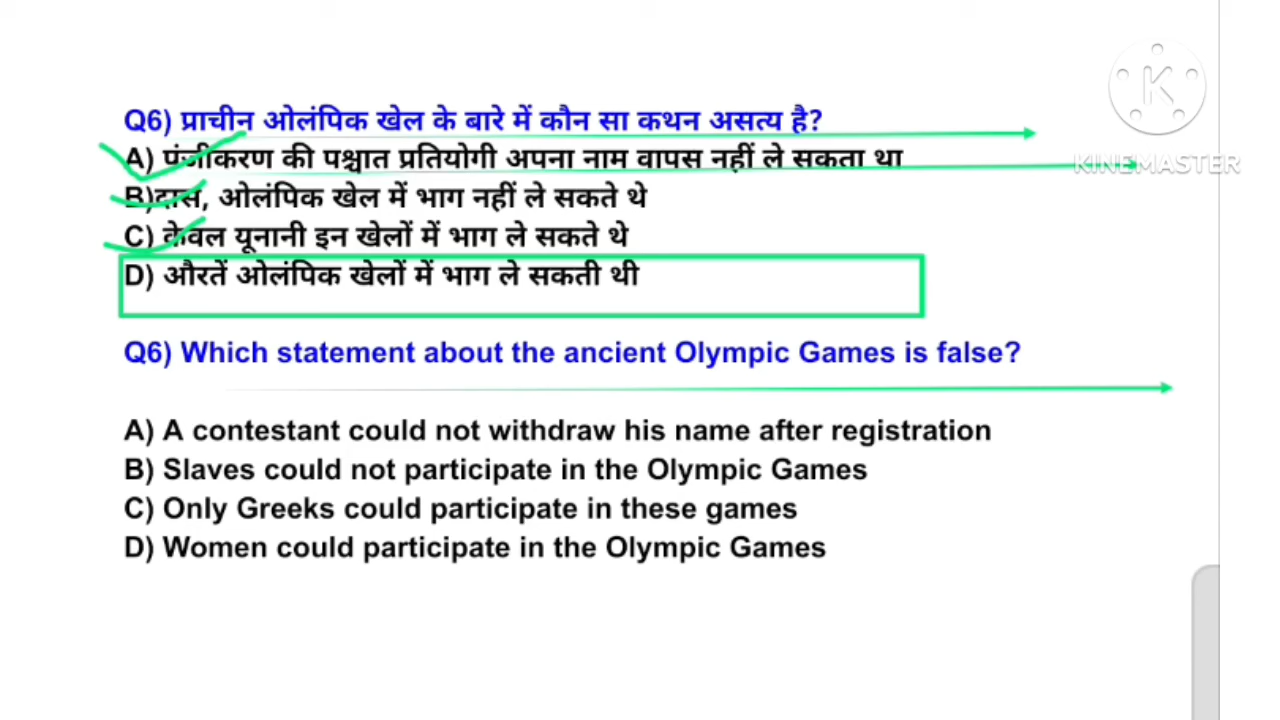 Q6) प्राचीन ओलंपिक खेल के बारे में कौन सा कथन असत्य है?
A) पंजीकरण की पश्चात प्रतियोगी अपना नाम वापस नहीं ले सकता था
B)दास, ओलंपिक खेल में भाग नहीं ले सकते थे
C) केवल यूनानी इन खेलों में भाग ले सकते थे
D) औरतें ओलंपिक खेलों में भाग ले सकती थी
Q6) Which statement about the ancient Olympic Games is false?
A) A contestant could not withdraw his name after registration
B) Slaves could not participate in the Olympic Games
C) Only Greeks could participate in these games
D) Women could participate in the Olympic Games
K
KINEMASTER